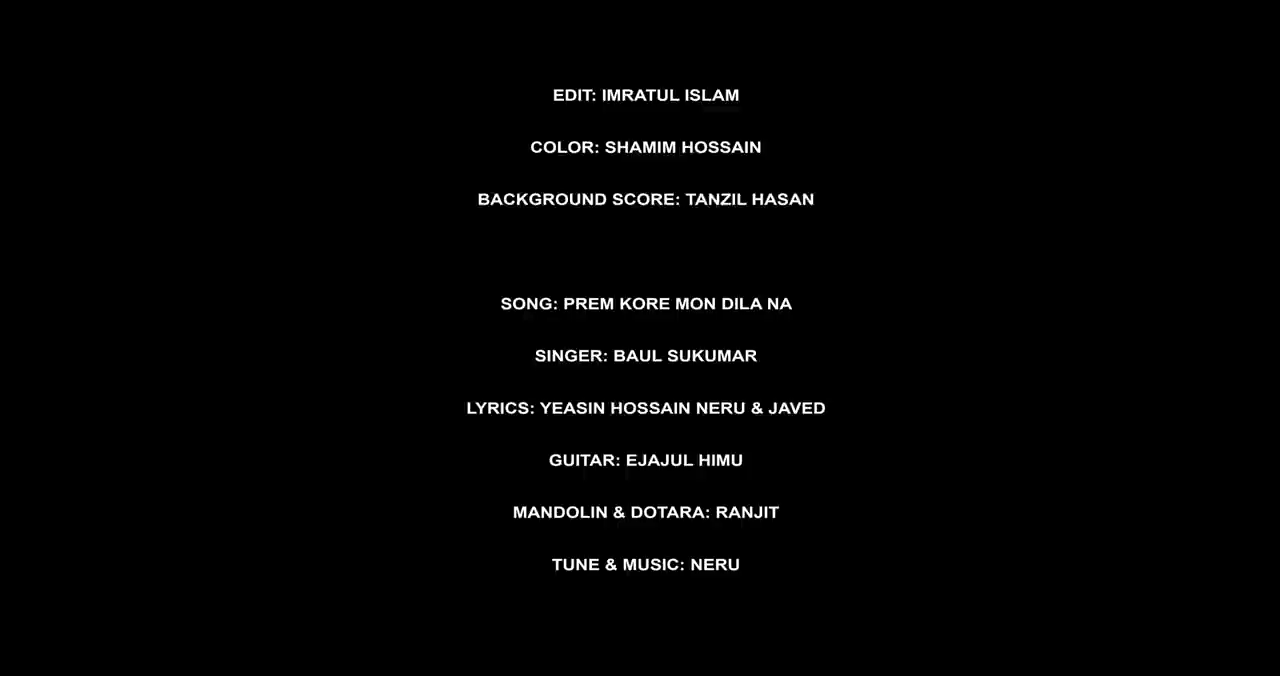 EDIT: IMRATUL ISLAM
COLOR: SHAMIM HOSSAIN
BACKGROUND SCORE: TANZIL HASAN
SONG: PREM KORE MON DILA NA
SINGER: BAUL SUKUMAR
LYRICS: YEASIN HOSSAIN NERU & JAVED
GUITAR: EJAJUL HIMU
MANDOLIN & DOTARA: RANJIT
TUNE & MUSIC: NERU